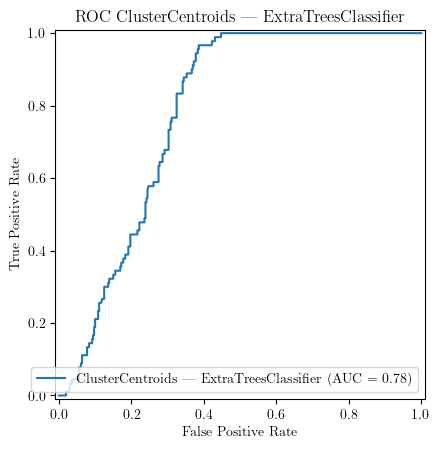 ROC ClusterCentroids — ExtraTreesClassifier
1.0
0.8
0.6
0.4
0.2
0.0
True Positive Rate
ClusterCentroids — ExtraTreesClassifier (AUC = 0.78)
0.0 0.2 0.4 0.6 0.8 1.0
False Positive Rate